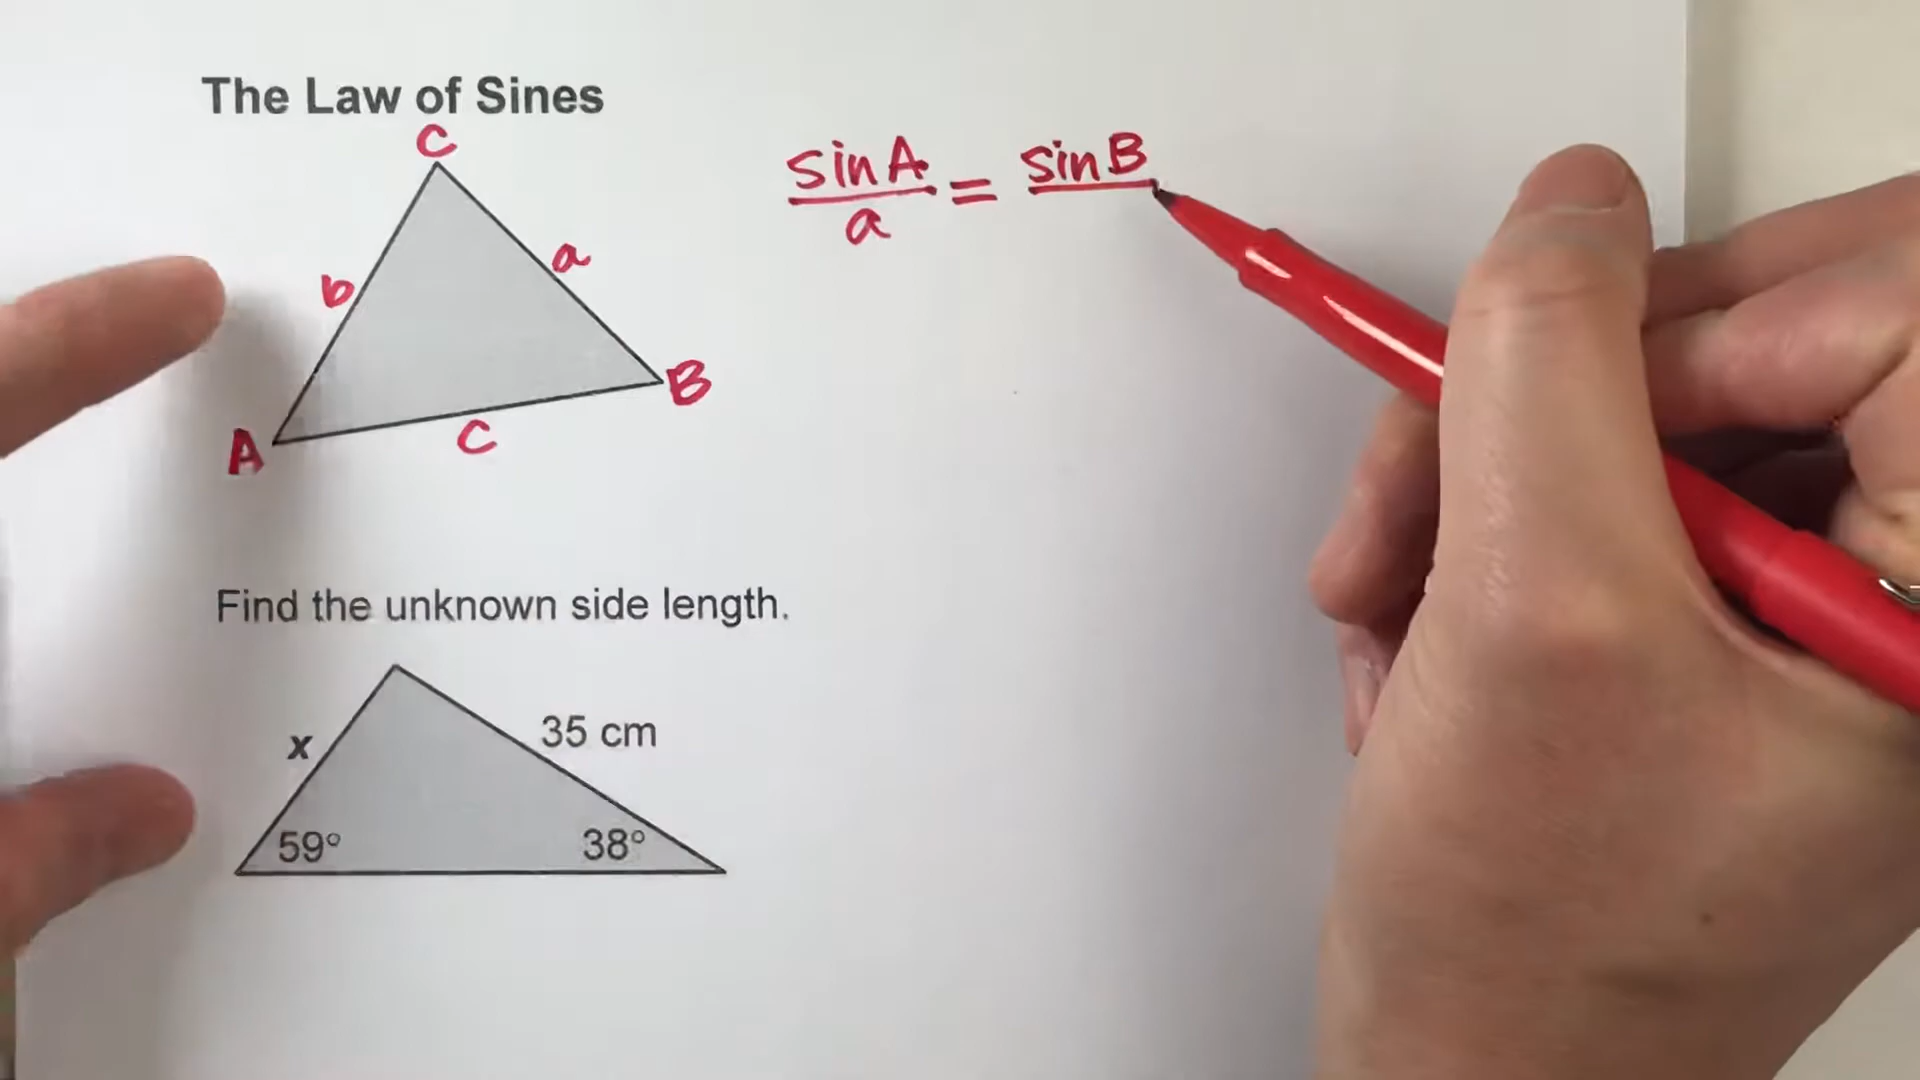 The Law of Sines
C
sin A = sin B
a
b
a
A
c
B
Find the unknown side length.
x
35 cm
59°
38°